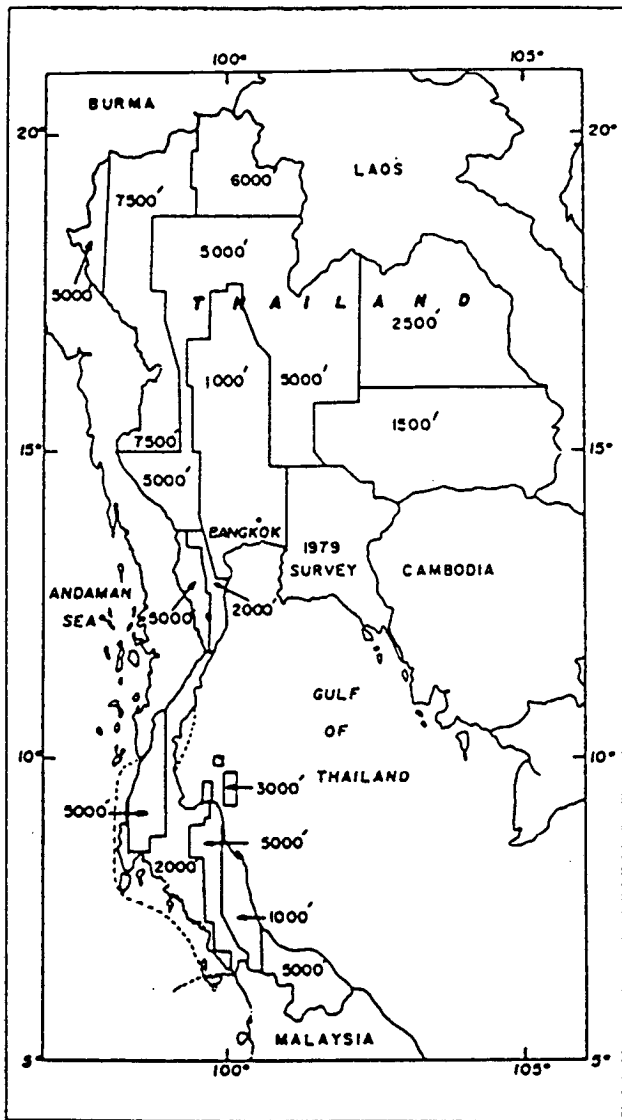 100°
105°
BURMA
20°
20°
LAOS
7500'
6000'
5000'
5000'
THAILAND
2500'
1000'
5000'
1500'
7500'
15°
15°
5000'
BANGKOK
1979
SURVEY
CAMBODIA
ANDAMAN
SEA
5000'
2000'
GULF
OF
THAILAND
10°
10°
3000'
5000'
5000'
2000'
1000'
5000'
MALAYSIA
5°
5°
100°
105°